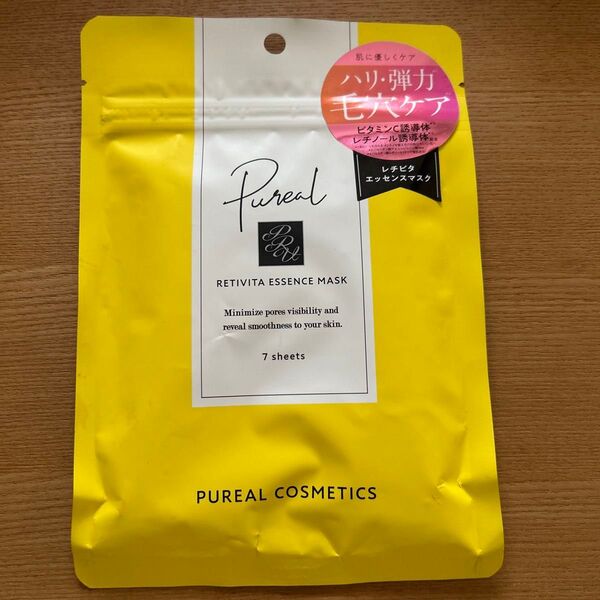 肌に優しくケア
ハリ・弾力
毛穴ケア
ビタミンC誘導体
レチノール誘導体
レチビタ
エッセンスマスク
Pureal
PRU
RETIVITA ESSENCE MASK
Minimize pores visibility and
reveal smoothness to your skin.
7 sheets
PUREAL COSMETICS